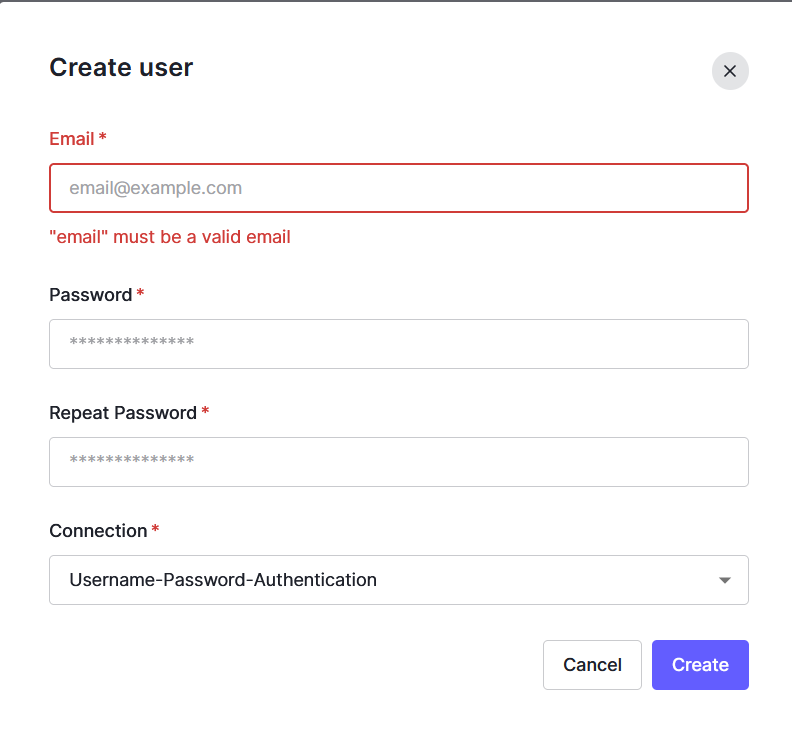 Create user
Email *
email@example.com
"email" must be a valid email
Password *
**************
Repeat Password *
**************
Connection *
Username-Password-Authentication
Cancel
Create